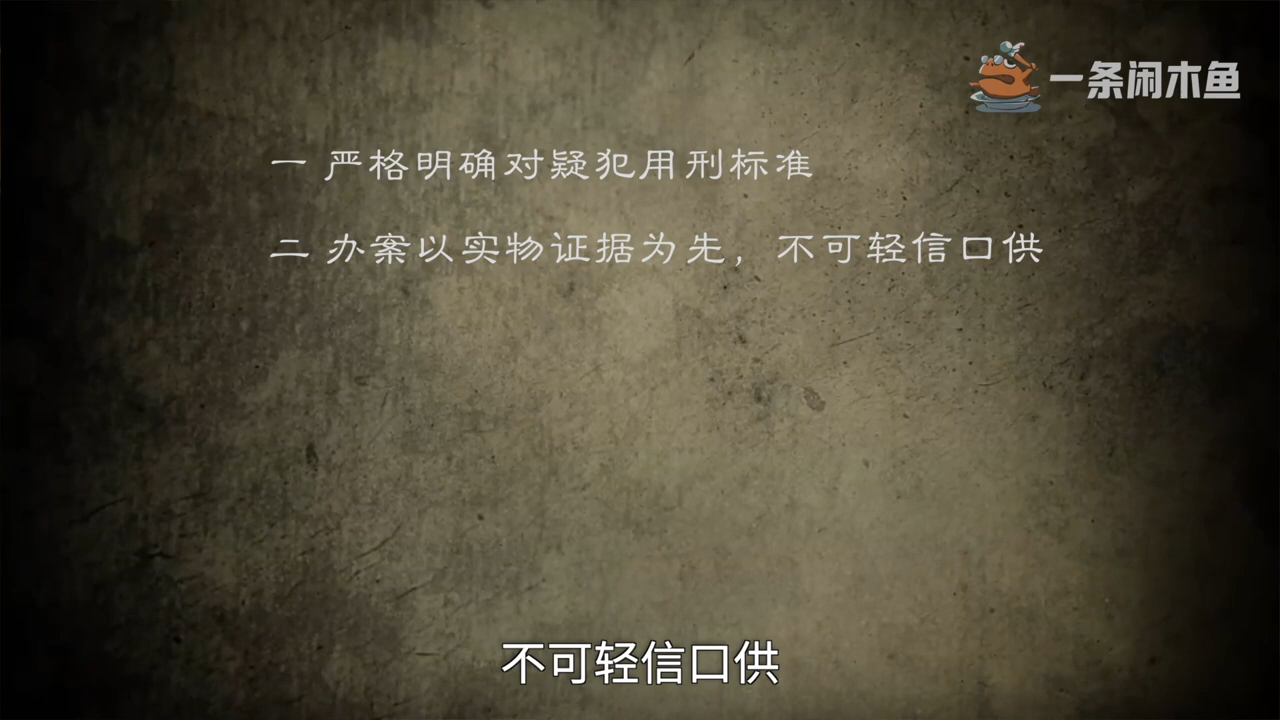 一条闲木鱼
一 严格明确对疑犯用刑标准
二 办案以实物证据为先，不可轻信口供
不可轻信口供